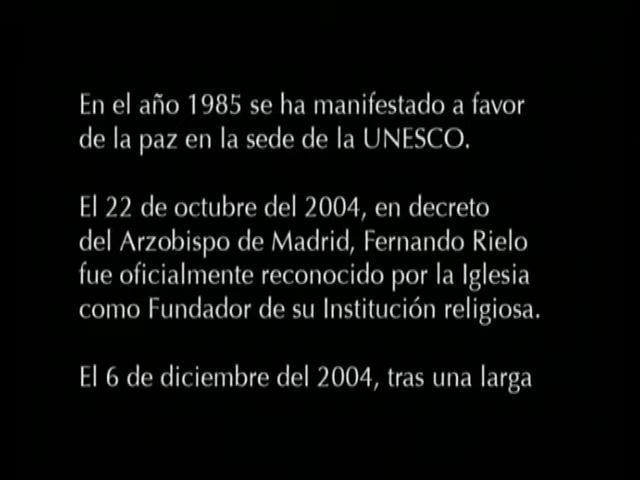 En el año 1985 se ha manifestado a favor
de la paz en la sede de la UNESCO.
El 22 de octubre del 2004, en decreto
del Arzobispo de Madrid, Fernando Rielo
fue oficialmente reconocido por la Iglesia
como Fundador de su Institución religiosa.
El 6 de diciembre del 2004, tras una larga